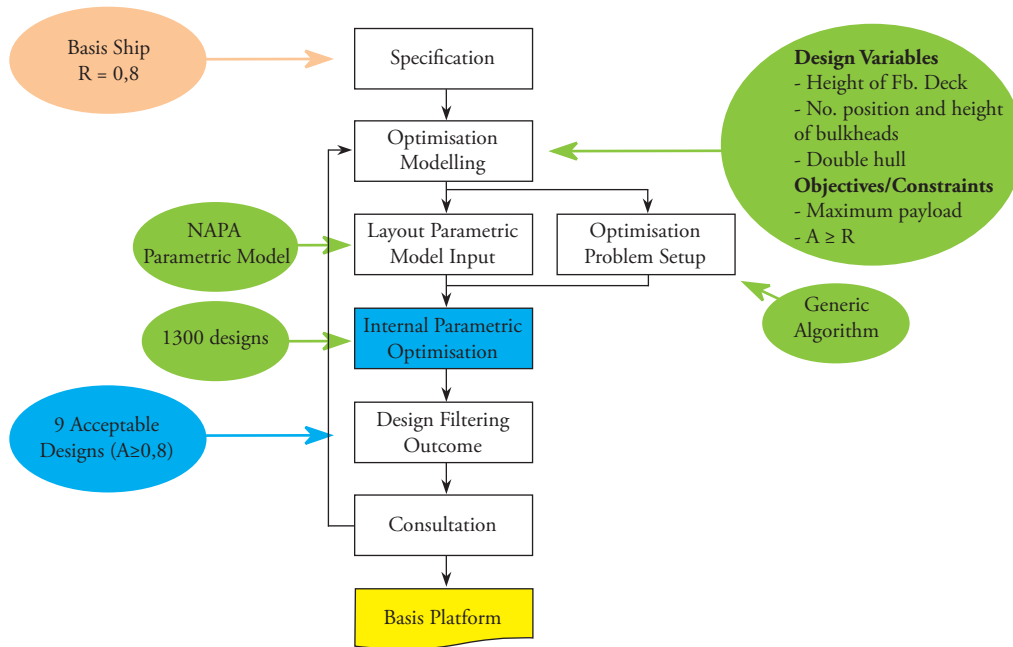 Basis Ship
R = 0,8
Specification
Design Variables
- Height of Fb. Deck
- No. position and height
of bulkheads
- Double hull
Objectives/Constraints
- Maximum payload
- A ≥ R
Optimisation
Modelling
NAPA
Parametric Model
Layout Parametric
Model Input
Optimisation
Problem Setup
Generic
Algorithm
1300 designs
Internal Parametric
Optimisation
9 Acceptable
Designs (A≥0,8)
Design Filtering
Outcome
Consultation
Basis Platform